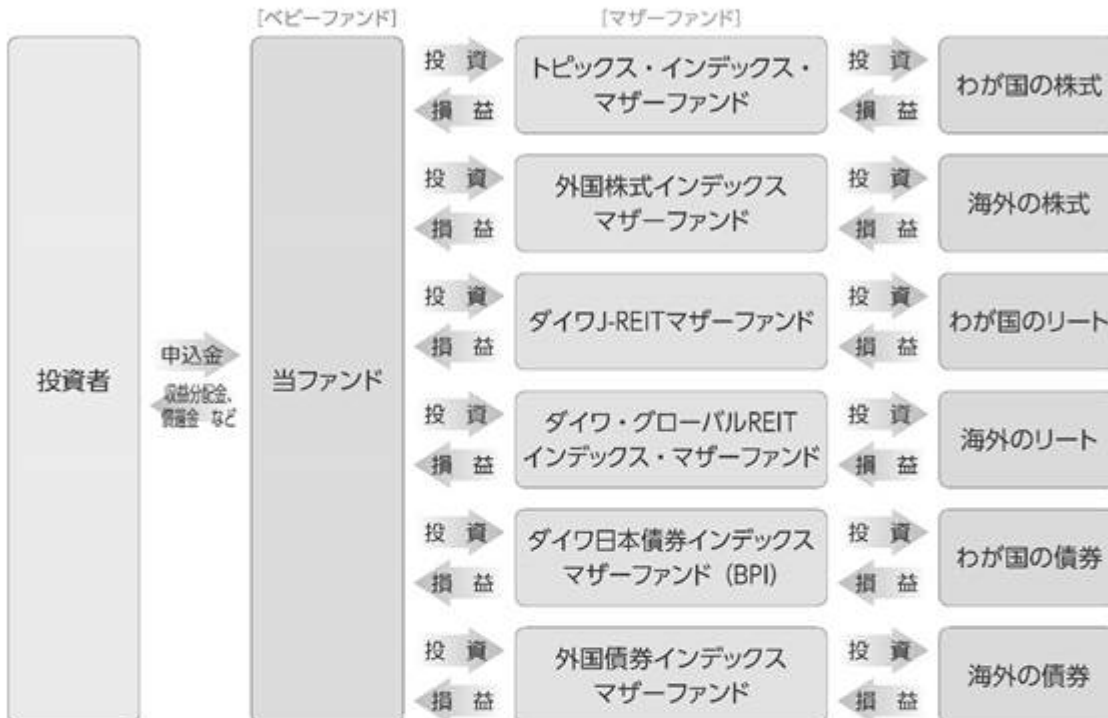 [ベビーファンド]
[マザーファンド]
投資者
申込金
収益分配金、
償還金 など
当ファンド
投 資
損 益
トピックス・インデックス・
マザーファンド
投 資
損 益
わが国の株式
投 資
損 益
外国株式インデックス
マザーファンド
投 資
損 益
海外の株式
投 資
損 益
ダイワJ-REITマザーファンド
投 資
損 益
わが国のリート
投 資
損 益
ダイワ・グローバルREIT
インデックス・マザーファンド
投 資
損 益
海外のリート
投 資
損 益
ダイワ日本債券インデックス
マザーファンド (BPI)
投 資
損 益
わが国の債券
投 資
損 益
外国債券インデックス
マザーファンド
投 資
損 益
海外の債券